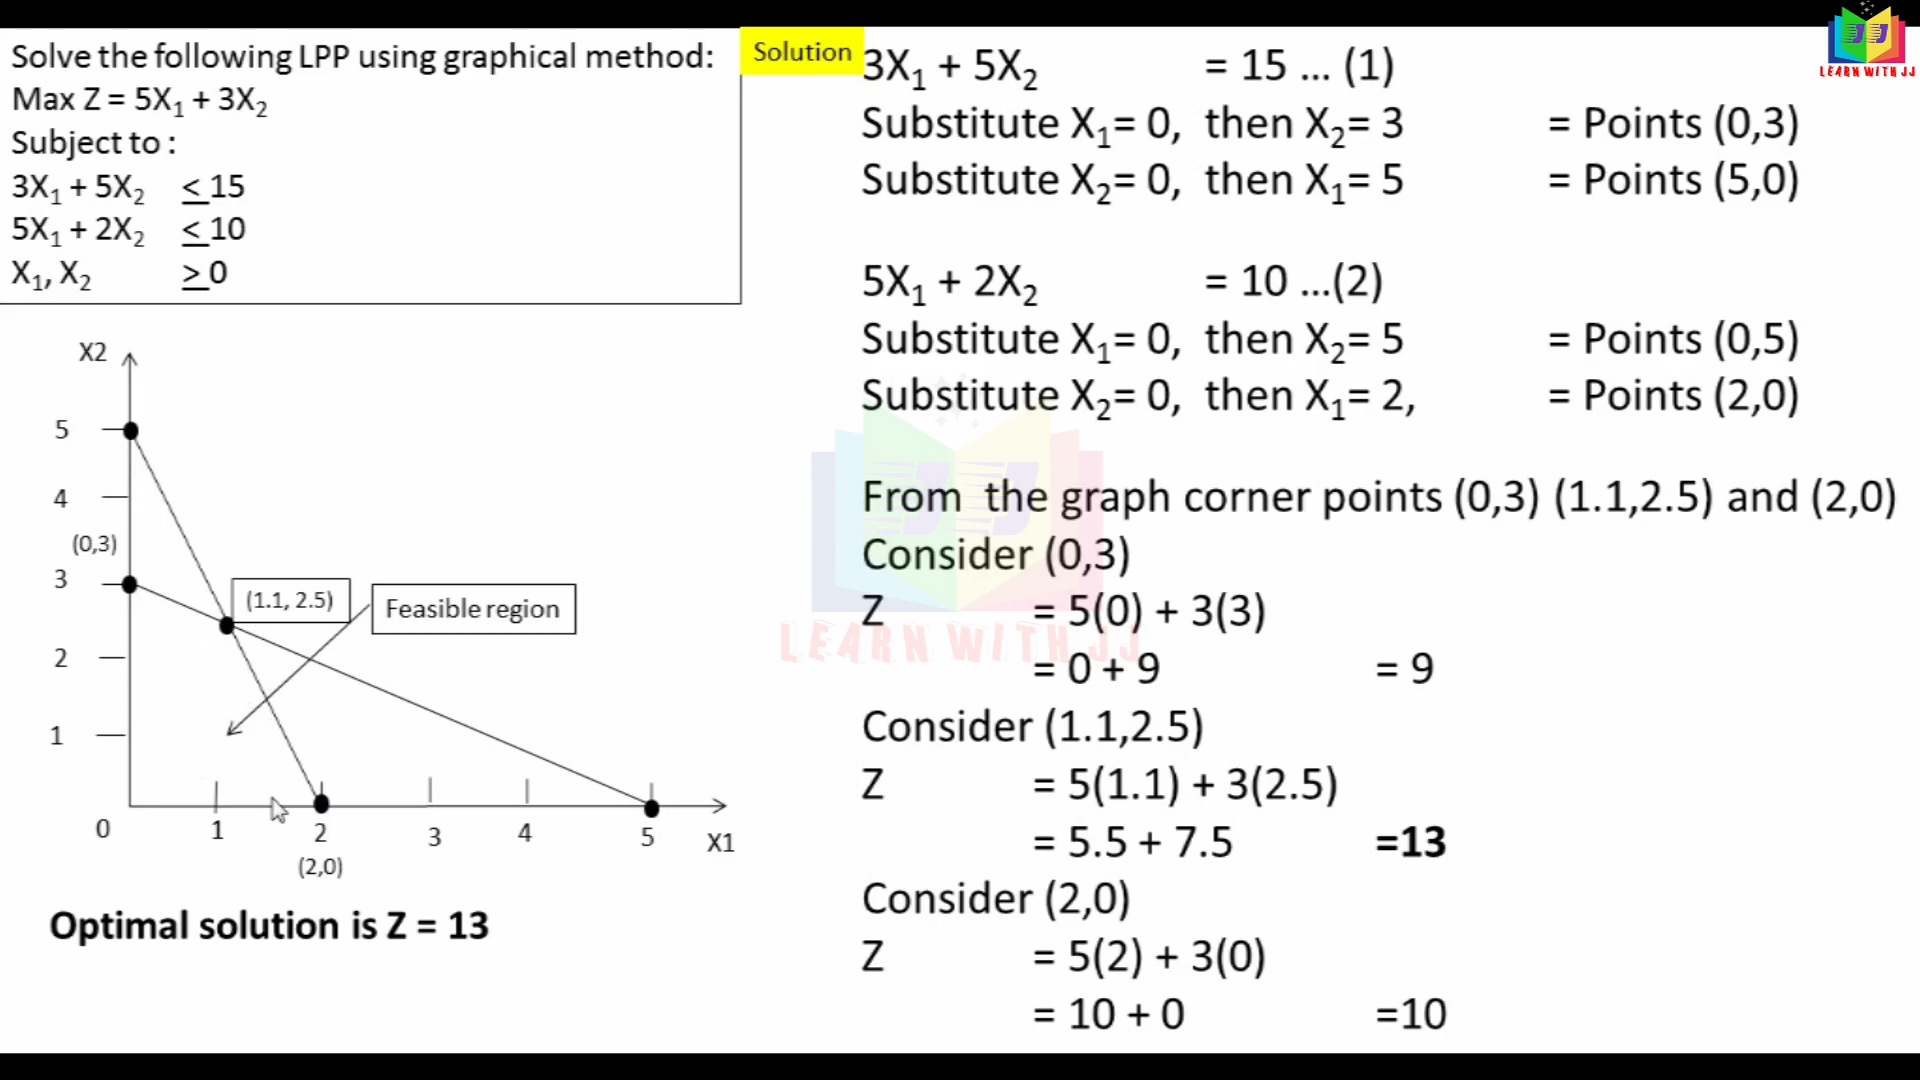 Solve the following LPP using graphical method:
Max Z = 5X₁ + 3X₂
Subject to :
3X₁ + 5X₂ < 15
5X₁ + 2X₂ < 10
X₁, X₂ > 0
Solution
3X₁ + 5X₂ = 15 ... (1)
Substitute X₁= 0, then X₂= 3 = Points (0,3)
Substitute X₂= 0, then X₁= 5 = Points (5,0)
5X₁ + 2X₂ = 10 ...(2)
Substitute X₁= 0, then X₂= 5 = Points (0,5)
Substitute X₂= 0, then X₁= 2, = Points (2,0)
From the graph corner points (0,3) (1.1,2.5) and (2,0)
Consider (0,3)
Z = 5(0) + 3(3)
= 0 + 9 = 9
Consider (1.1,2.5)
Z = 5(1.1) + 3(2.5)
= 5.5 + 7.5 =13
Consider (2,0)
Z = 5(2) + 3(0)
= 10 + 0 =10
X2
5
4
(0,3)
3
(1.1, 2.5)
Feasible region
2
1
0 1 2 3 4 5 X1
(2,0)
Optimal solution is Z = 13
JJ
LEARN WITH JJ
JJ
LEARN WITH JJ